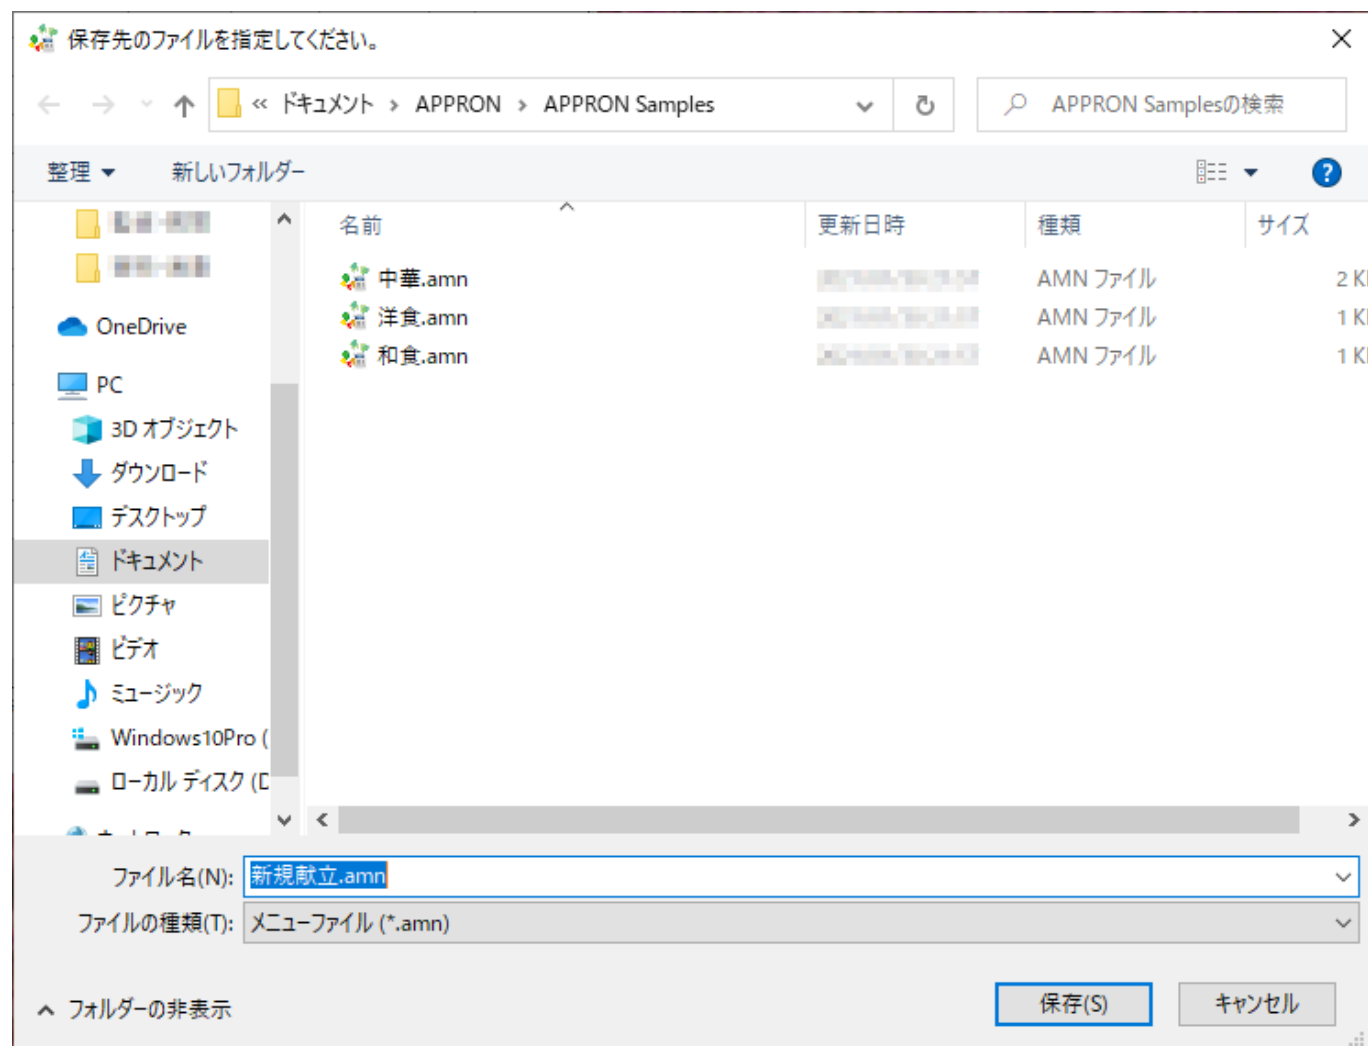 保存先のファイルを指定してください。
« ドキュメント › APPRON › APPRON Samples
APPRON Samplesの検索
整理 新しいフォルダー
名前 更新日時 種類 サイズ
中華.amn AMN ファイル 2 K
洋食.amn AMN ファイル 1 K
和食.amn AMN ファイル 1 K
OneDrive
PC
3D オブジェクト
ダウンロード
デスクトップ
ドキュメント
ピクチャ
ビデオ
ミュージック
Windows10Pro (
ローカル ディスク (D
ファイル名(N): 新規献立.amn
ファイルの種類(T): メニューファイル (*.amn)
フォルダーの非表示
保存(S) キャンセル